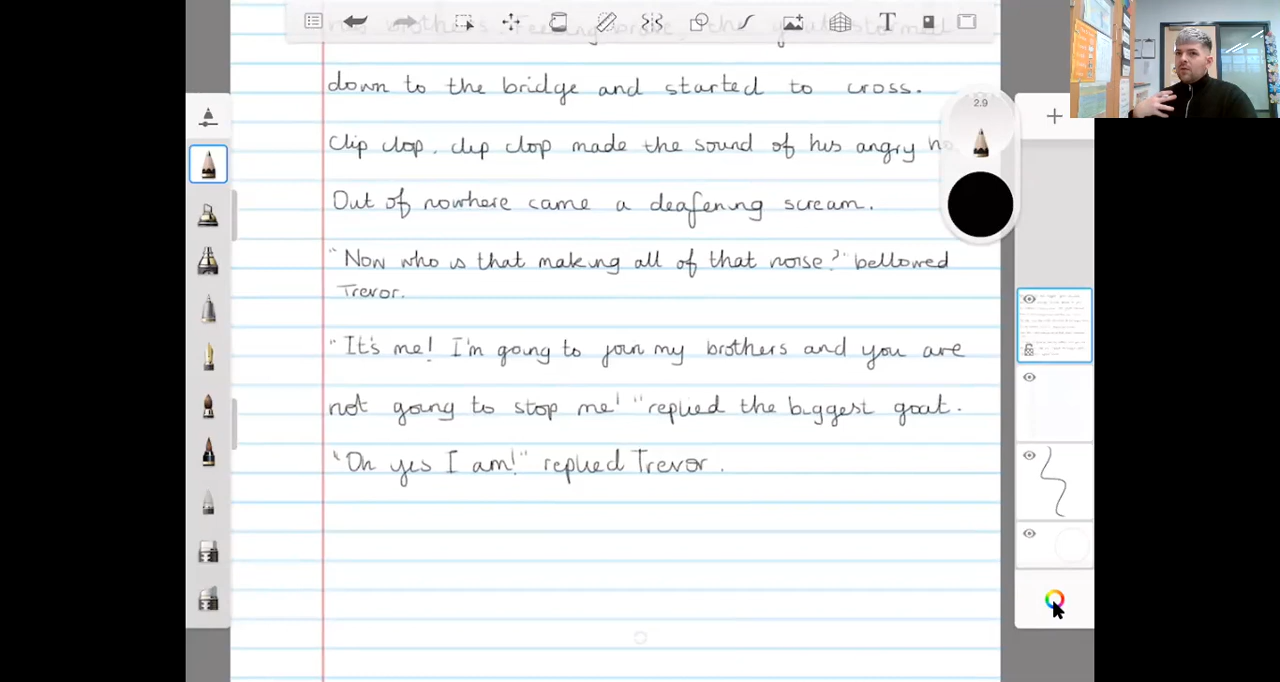 2.9
down to the bridge and started to cross.
Clip clop, clip clop made the sound of his angry
Out of nowhere came a deafening scream.
"Now who is that making all of that noise?" bellowed
Trevor.
"It's me! I'm going to join my brothers and you are
not going to stop me!" replied the biggest goat.
"Oh yes I am!" replied Trevor.